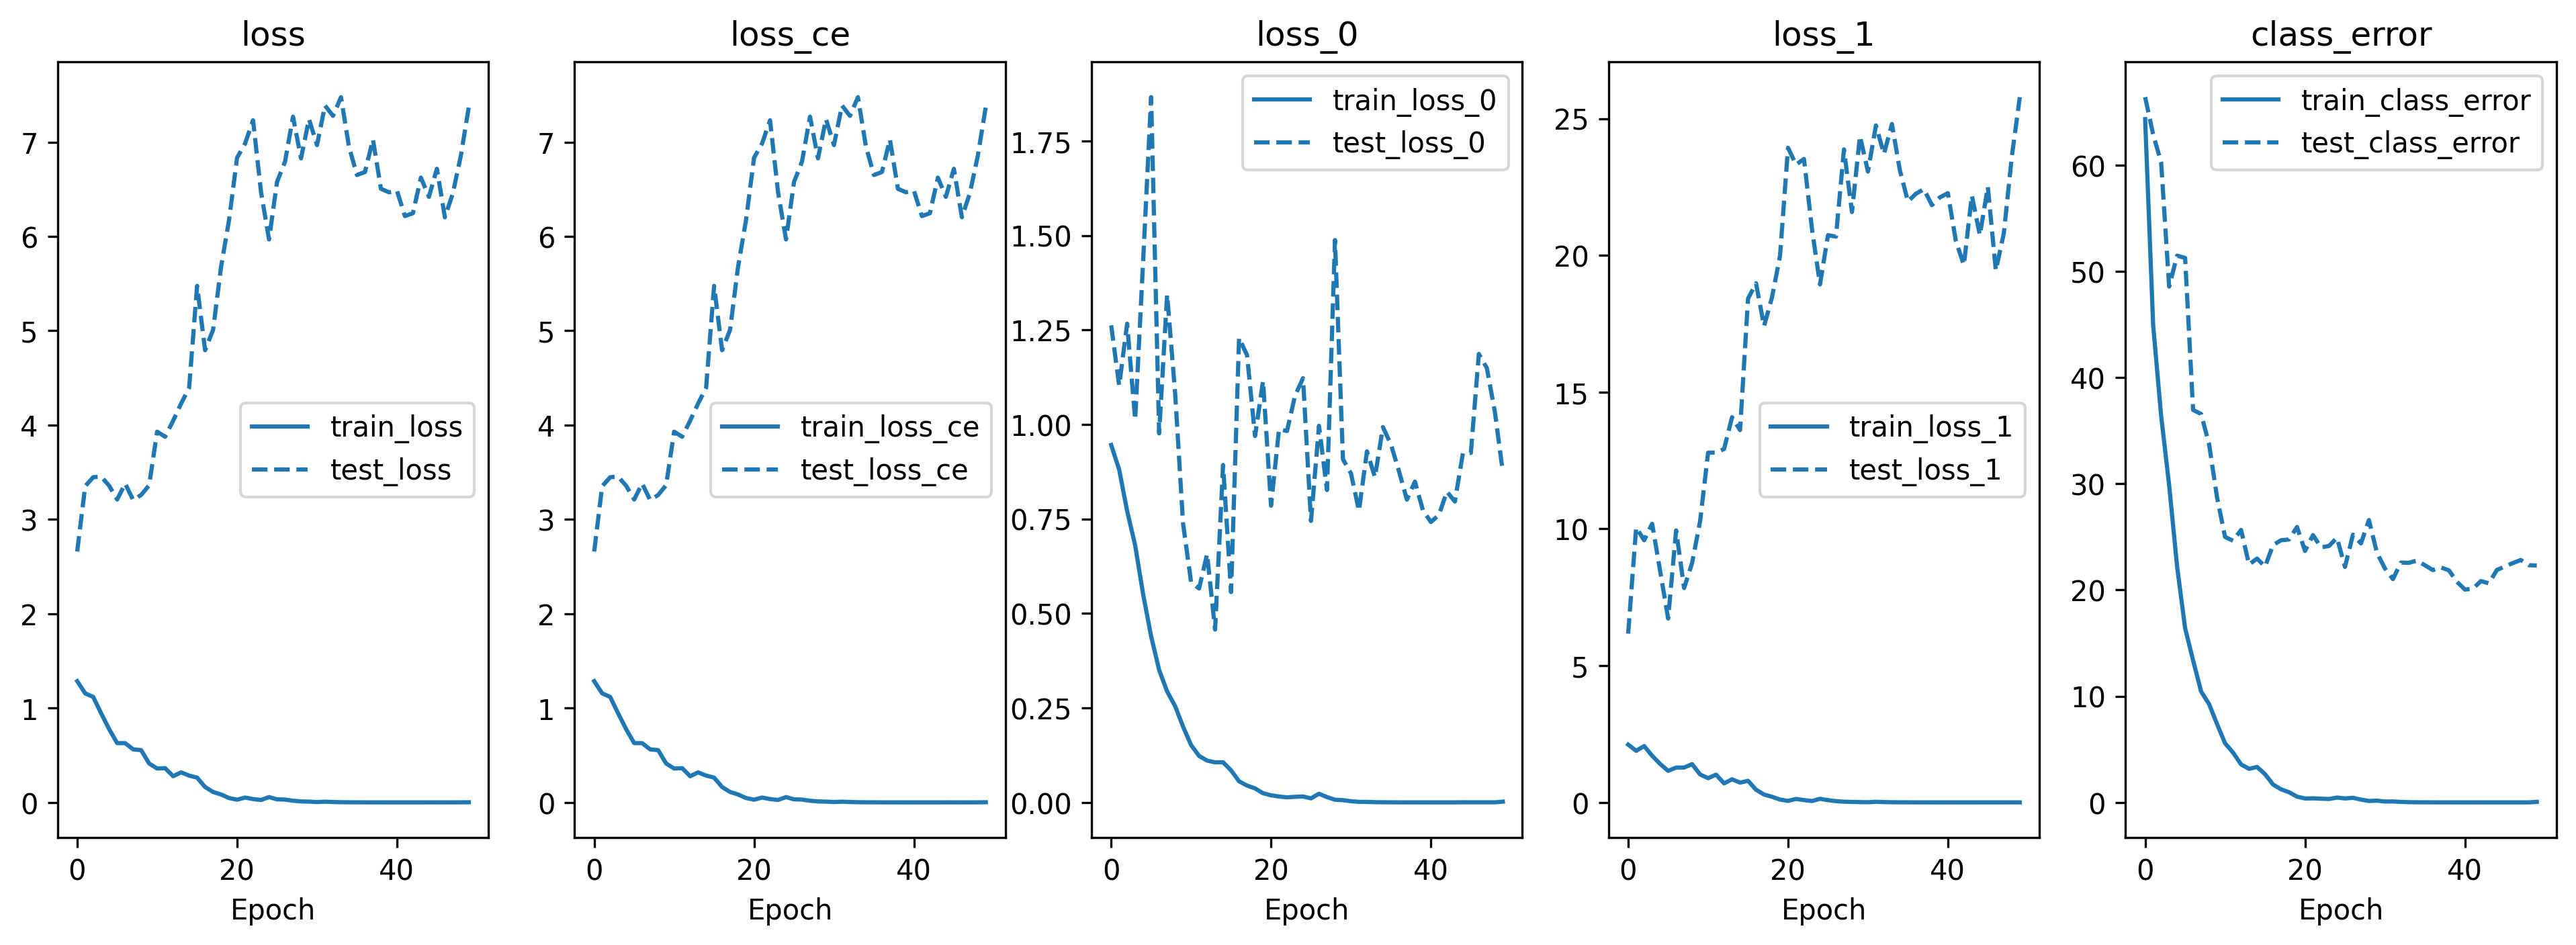 loss
7
6
5
4
3
2
1
0
train_loss
test_loss
0 20 40
Epoch
loss_ce
7
6
5
4
3
2
1
0
train_loss_ce
test_loss_ce
0 20 40
Epoch
loss_0
1.75
1.50
1.25
1.00
0.75
0.50
0.25
0.00
train_loss_0
test_loss_0
0 20 40
Epoch
loss_1
25
20
15
10
5
0
train_loss_1
test_loss_1
0 20 40
Epoch
class_error
60
50
40
30
20
10
0
train_class_error
test_class_error
0 20 40
Epoch